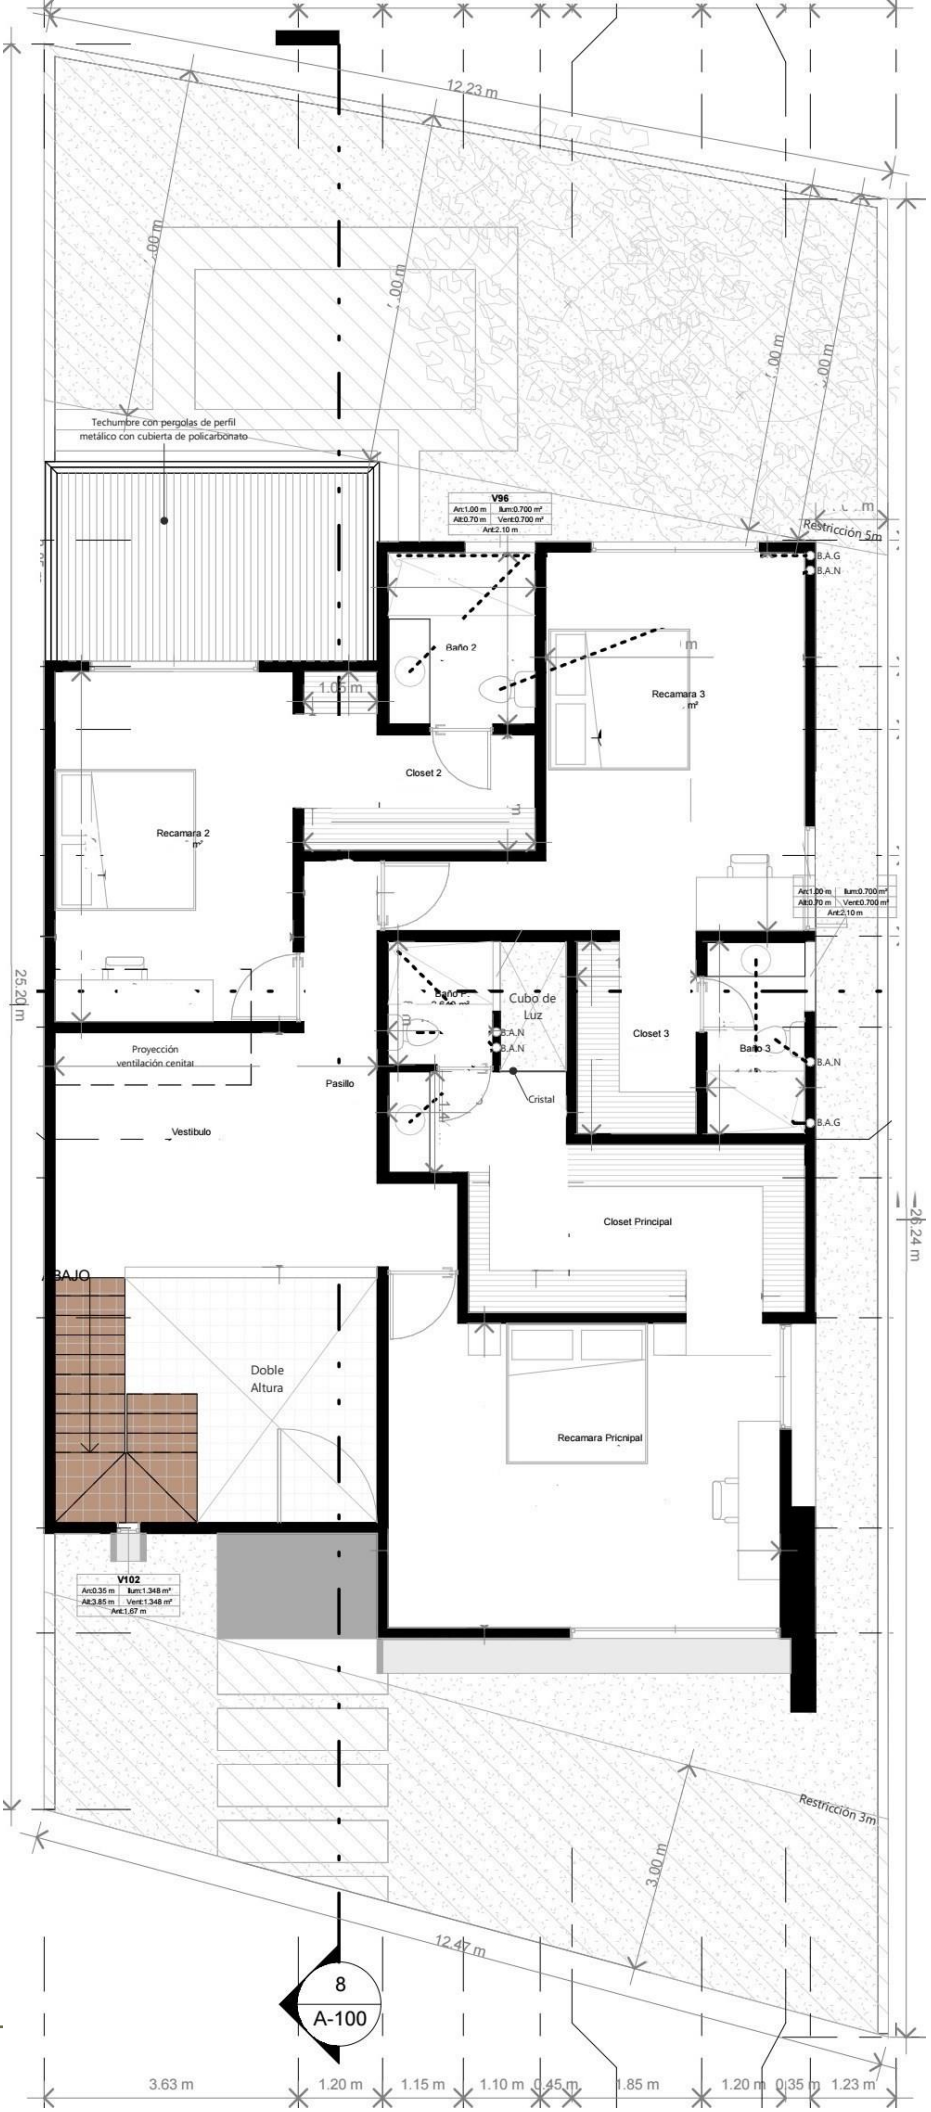 12.23 m
.00 m
.00 m
.00 m
.00 m
Techumbre con pergolas de perfil
metálico con cubierta de policarbonato
V96
An:1.00 m Ilum:0.700 m²
Alt:0.70 m Vent:0.700 m²
Ant:2.10 m
m
Restricción 5m
B.A.G
B.A.N
Baño 2
m
1.05 m
Recamara 3
m²
Closet 2
m
Recamara 2
m²
An:1.00 m Ilum:0.700 m²
Alt:0.70 m Vent:0.700 m²
Ant:2.10 m
25.20 m
Cubo de
Luz
B.A.N
B.A.N
Closet 3
Baño 3
B.A.N
B.A.G
Cristal
Proyección
ventilación cenital
Pasillo
Vestibulo
Closet Principal
26.24 m
ABAJO
Doble
Altura
Recamara Pricnipal
V102
An:0.35 m Ilum:1.348 m²
Alt:3.85 m Vent:1.348 m²
Ant:1.67 m
Restricción 3m
3.00 m
12.47 m
8
A-100
3.63 m 1.20 m 1.15 m 1.10 m 0.45 m 1.85 m 1.20 m 0.35 m 1.23 m